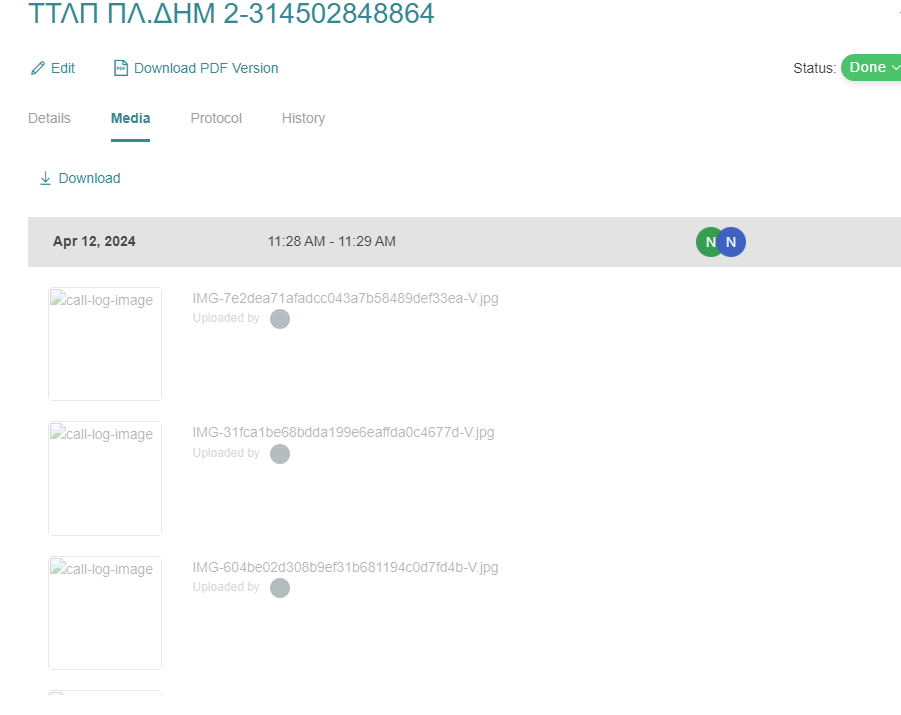 ΤΤΛΠ ΠΛ.ΔΗΜ 2-314502848864
Edit
Download PDF Version
Status: Done
Details Media Protocol History
Download
Apr 12, 2024 11:28 AM - 11:29 AM N N
call-log-image IMG-7e2dea71afadcc043a7b58489def33ea-V.jpg
Uploaded by
call-log-image IMG-31fca1be68bdda199e6eaffda0c4677d-V.jpg
Uploaded by
call-log-image IMG-604be02d308b9ef31b681194c0d7fd4b-V.jpg
Uploaded by